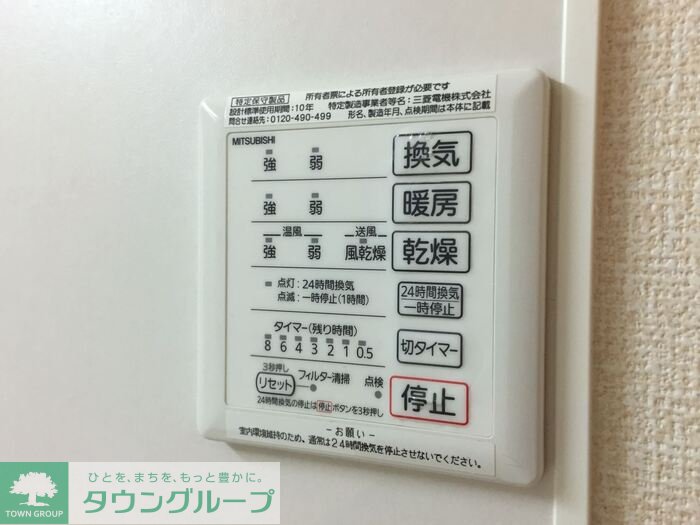 特定保守製品 所有者票による所有者登録が必要です
設計標準使用期間：10年 特定製造事業者等名：三菱電機株式会社
問合せ連絡先：0120-490-499 形名、製造年月、点検期間は本体に記載
MITSUBISHI
強 弱 換気
強 弱 暖房
温風 送風
強 弱 風乾燥 乾燥
点灯：24時間換気
点滅：一時停止(1時間)
24時間換気
一時停止
タイマー(残り時間)
8 6 4 3 2 1 0.5
切タイマー
3秒押し
リセット フィルター清掃 点検
24時間換気の停止は停止ボタンを3秒押し
停止
－お願い－
室内環境維持のため、通常は24時間換気を停止させないでください。
TOWN GROUP
ひとを、まちを、もっと豊かに。
タウングループ